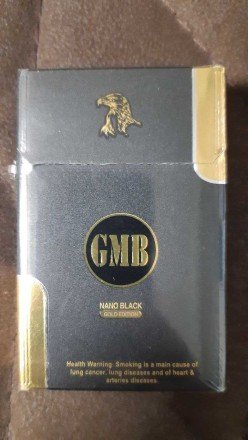 GMB
NANO BLACK
GOLD EDITION
Health Warning: Smoking is a main cause of
lung cancer, lung diseases and of heart &
arteries diseases.